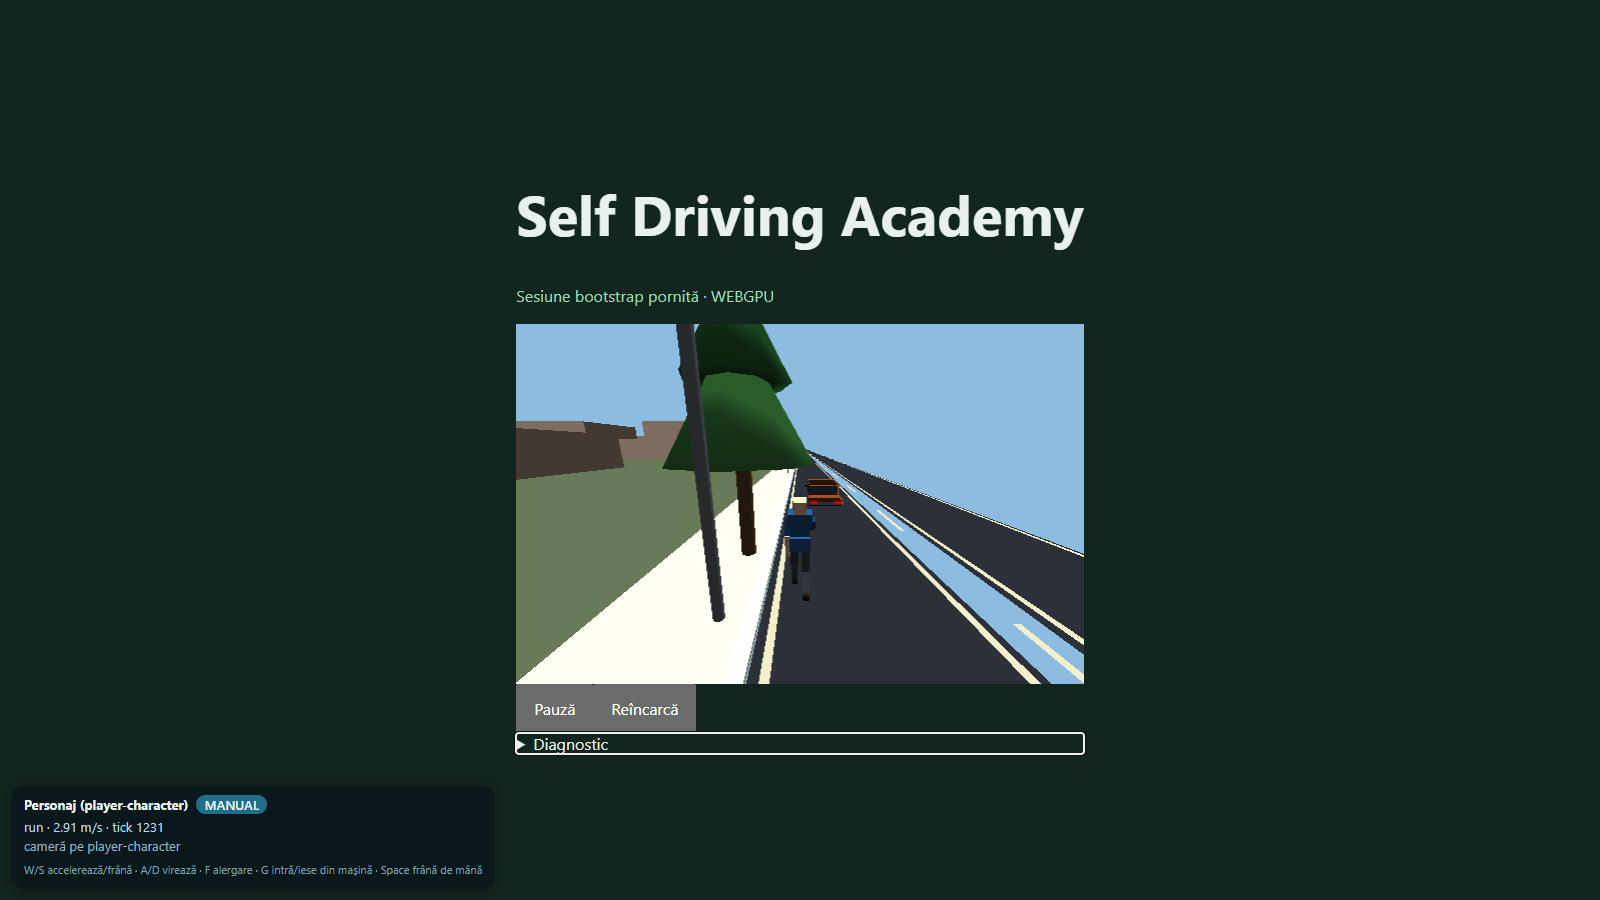 Self Driving Academy
Sesiune bootstrap pornită · WEBGPU
Pauză Reîncarcă
▶ Diagnostic
Personaj (player-character) MANUAL
run · 2.91 m/s · tick 1231
cameră pe player-character
W/S accelerează/frână · A/D virează · F alergare · G intră/iese din mașină · Space frână de mână